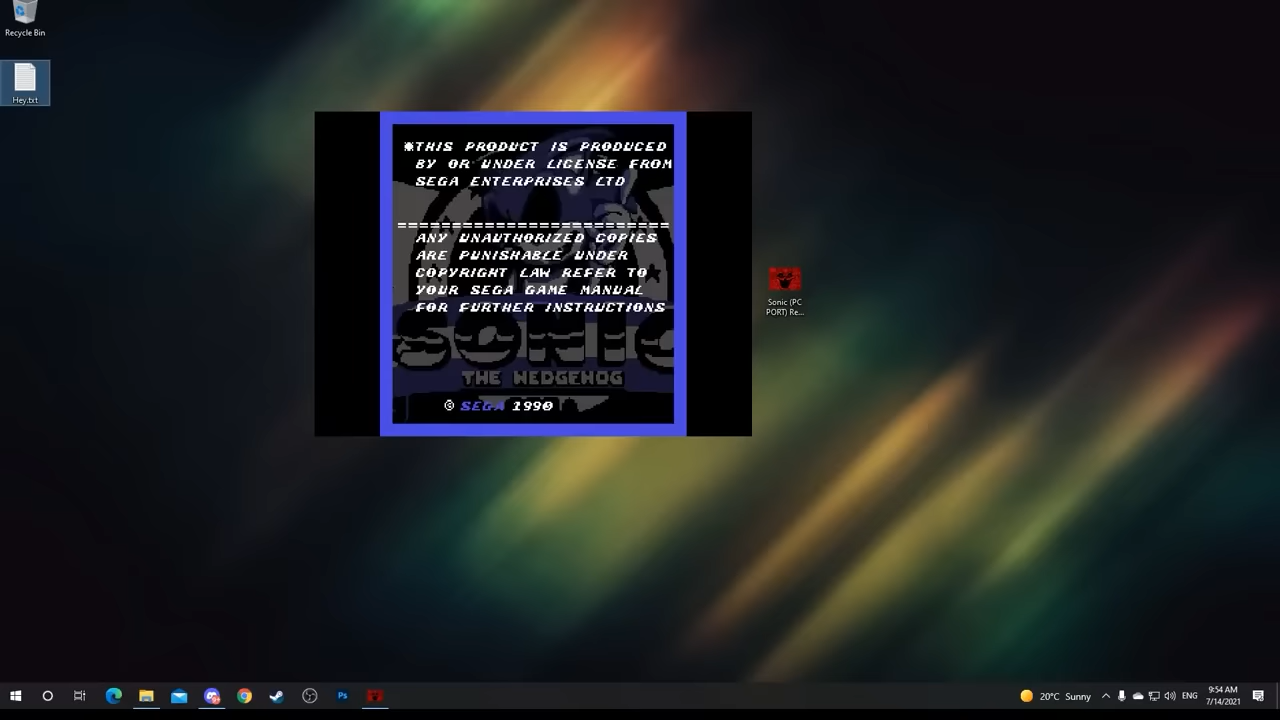 Recycle Bin
Hey.txt
*THIS PRODUCT IS PRODUCED
BY OR UNDER LICENSE FROM
SEGA ENTERPRISES LTD
=========================
ANY UNAUTHORIZED COPIES
ARE PUNISHABLE UNDER
COPYRIGHT LAW REFER TO
YOUR SEGA GAME MANUAL
FOR FURTHER INSTRUCTIONS
SONIC
THE HEDGEHOG
© SEGA 1990
Sonic (PC
PORT) Re...
Ps
20°C Sunny
ENG
9:54 AM
7/14/2021